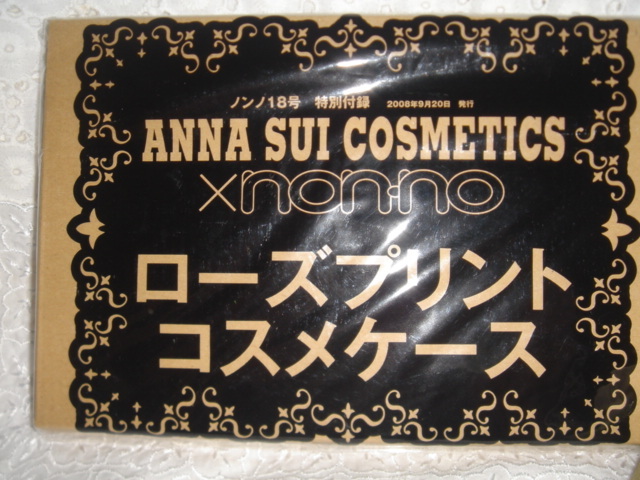 ノンノ18号 特別付録 2008年9月20日 発行
ANNA SUI COSMETICS
×non·no
ローズプリント
コスメケース